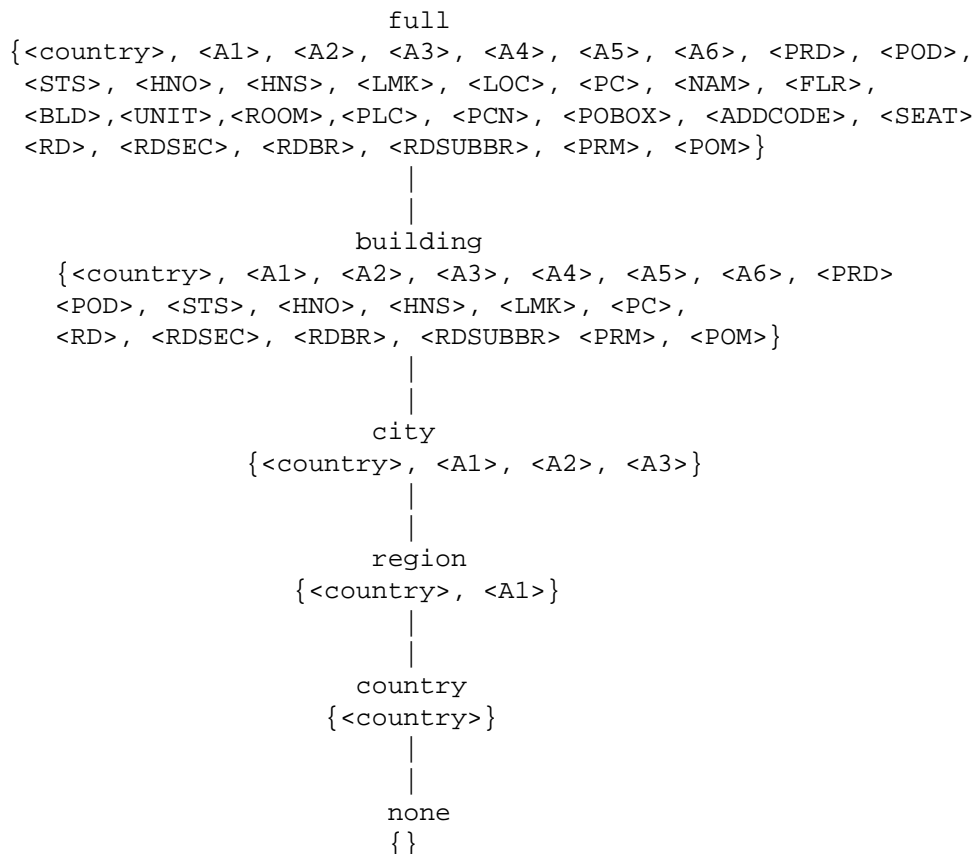 full
{<country>, <A1>, <A2>, <A3>, <A4>, <A5>, <A6>, <PRD>, <POD>,
<STS>, <HNO>, <HNS>, <LMK>, <LOC>, <PC>, <NAM>, <FLR>,
<BLD>,<UNIT>,<ROOM>,<PLC>, <PCN>, <POBOX>, <ADDCODE>, <SEAT>
<RD>, <RDSEC>, <RDBR>, <RDSUBBR>, <PRM>, <POM>}
|
|
building
{<country>, <A1>, <A2>, <A3>, <A4>, <A5>, <A6>, <PRD>
<POD>, <STS>, <HNO>, <HNS>, <LMK>, <PC>,
<RD>, <RDSEC>, <RDBR>, <RDSUBBR> <PRM>, <POM>}
|
|
city
{<country>, <A1>, <A2>, <A3>}
|
|
region
{<country>, <A1>}
|
|
country
{<country>}
|
|
none
{}